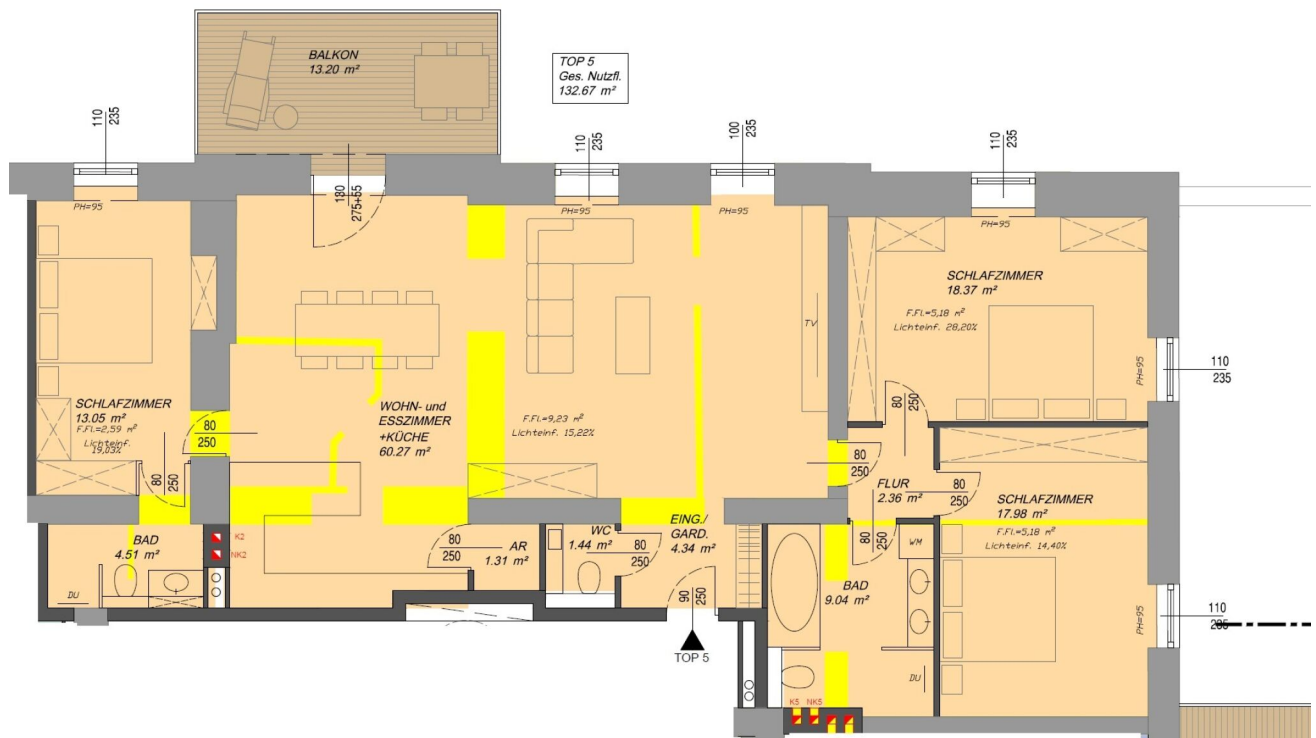 BALKON
13.20 m²
TOP 5
Ges. Nutzfl.
132.67 m²
110
235
130
275+55
110
235
100
235
110
235
PH=95
PH=95
PH=95
PH=95
SCHLAFZIMMER
13.05 m²
F.Fl.=2,59 m²
Lichteinf.
19,03%
80
250
80
250
WOHN- und
ESSZIMMER
+KÜCHE
60.27 m²
F.Fl.=9,23 m²
Lichteinf. 15,22%
TV
SCHLAFZIMMER
18.37 m²
F.Fl.=5,18 m²
Lichteinf. 28,20%
PH=95
110
235
80
250
80
250
FLUR
2.36 m²
80
250
SCHLAFZIMMER
17.98 m²
F.Fl.=5,18 m²
Lichteinf. 14,40%
PH=95
110
235
BAD
4.51 m²
DU
K2
NK2
80
250
AR
1.31 m²
WC
1.44 m²
80
250
EING./
GARD.
4.34 m²
90
250
TOP 5
80
250
WM
BAD
9.04 m²
DU
K5
NK5